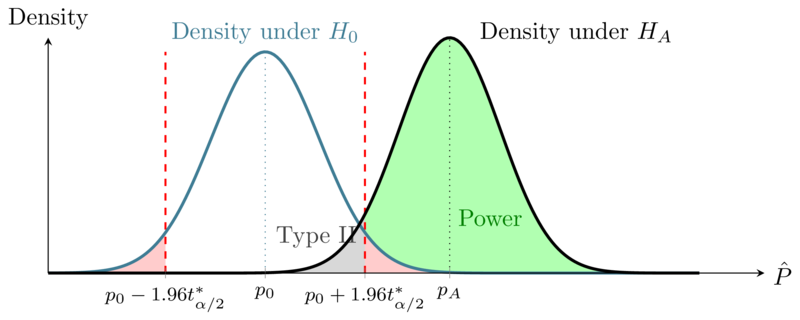 Density
Density under $H_0$
Density under $H_A$
Type II
Power
$\hat{P}$
$p_0 - 1.96t^*_{\alpha/2}$
$p_0$
$p_0 + 1.96t^*_{\alpha/2}$
$p_A$